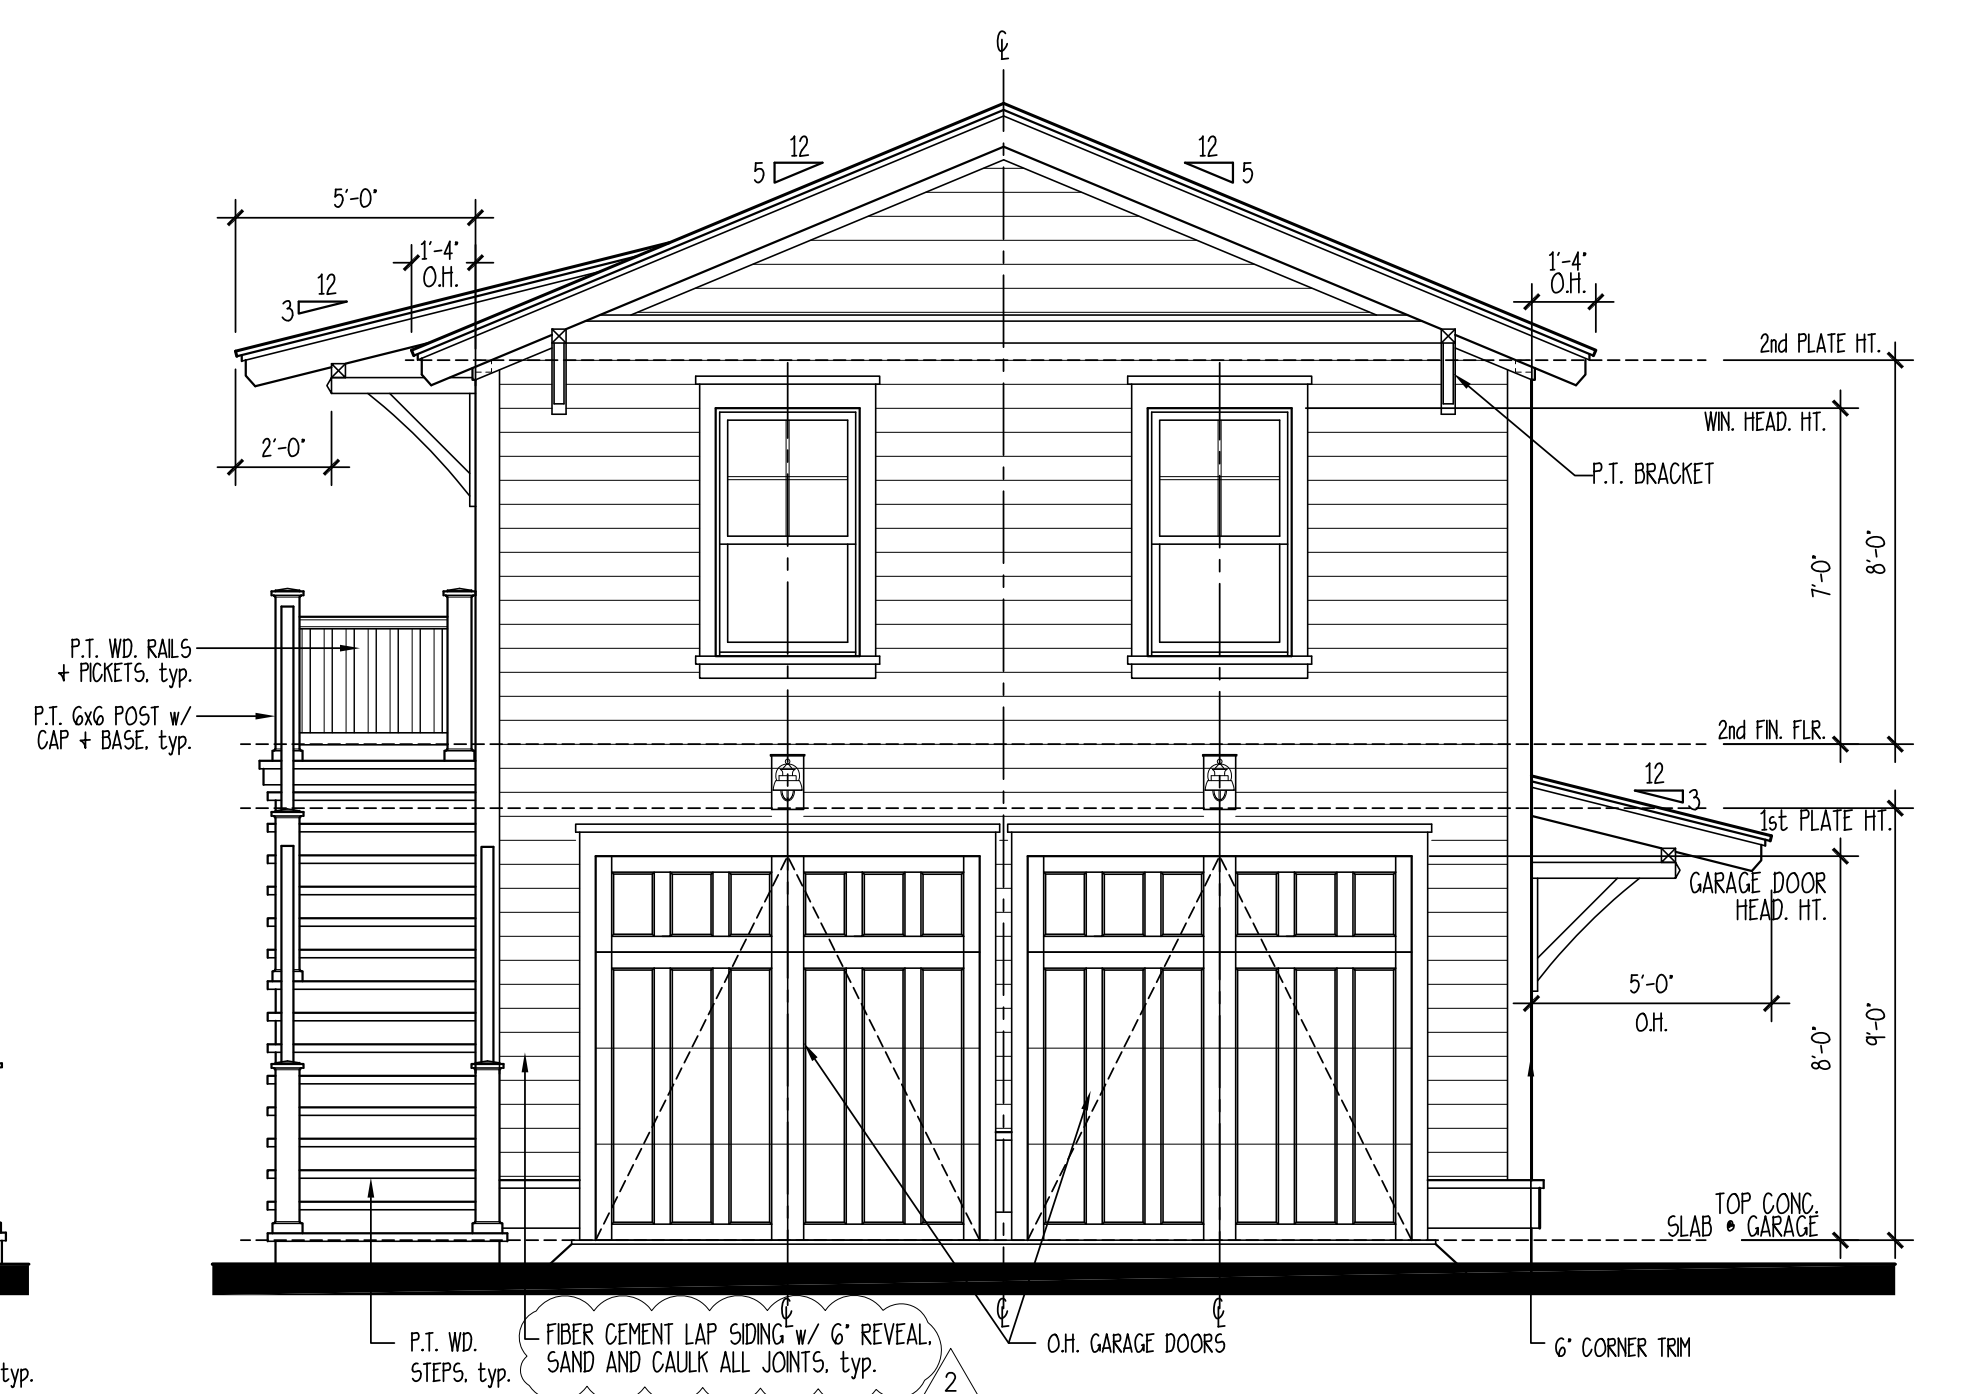 ℄
12
5
12
5
5'-0"
1'-4"
O.H.
12
3
1'-4"
O.H.
2nd PLATE HT.
WIN. HEAD. HT.
2'-0"
P.T. BRACKET
7'-0"
8'-0"
P.T. WD. RAILS
+ PICKETS, typ.
P.T. 6x6 POST w/
CAP + BASE, typ.
2nd FIN. FLR.
12
3
1st PLATE HT.
GARAGE DOOR
HEAD. HT.
5'-0"
O.H.
8'-0"
9'-0"
TOP CONC.
SLAB @ GARAGE
℄
℄
℄
P.T. WD.
STEPS, typ.
FIBER CEMENT LAP SIDING w/ 6" REVEAL,
SAND AND CAULK ALL JOINTS, typ.
2
O.H. GARAGE DOORS
6" CORNER TRIM
typ.